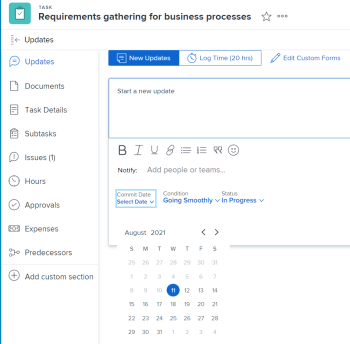 TASK
Requirements gathering for business processes
Updates
Updates
Documents
Task Details
Subtasks
Issues (1)
Hours
Approvals
Expenses
Predecessors
Add custom section
New Updates
Log Time (20 hrs)
Edit Custom Forms
Start a new update
B I U
Notify: Add people or teams...
Commit Date Condition Status
Select Date Going Smoothly In Progress
August 2021
S M T W T F S
25 26 27 28 29 30 31
1 2 3 4 5 6 7
8 9 10 11 12 13 14
15 16 17 18 19 20 21
22 23 24 25 26 27 28
29 30 31 1 2 3 4